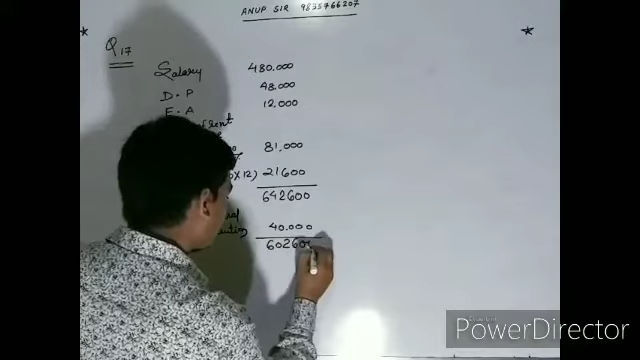 ANUP SIR 9835766207
Q 17
Salary 480.000
D.P 48.000
E.A 12,000
81,000
X12) 21600
642600
40.000
602600
PowerDirector